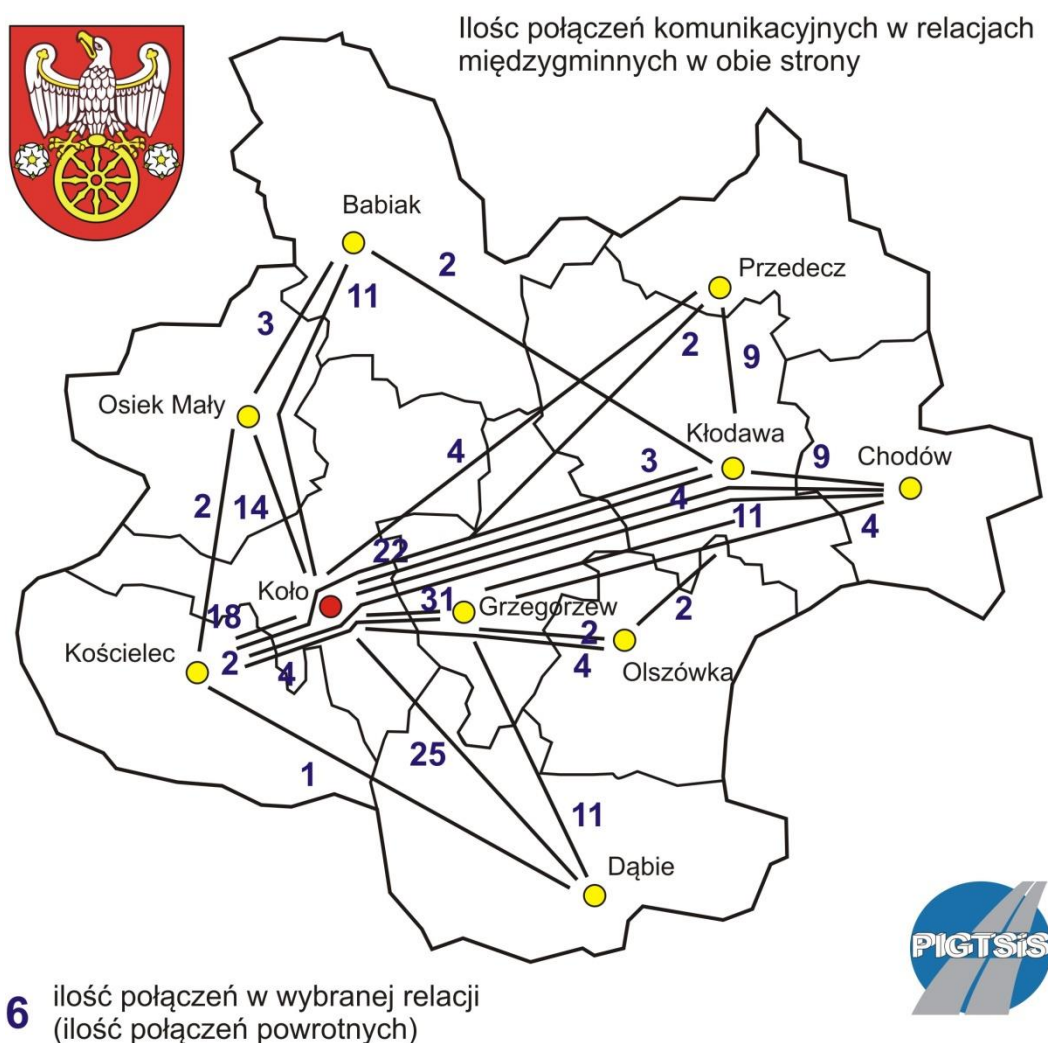 Ilośc połączeń komunikacyjnych w relacjach
międzygminnych w obie strony
Babiak
2
Przedecz
11
3
2
9
Osiek Mały
Kłodawa
4
3
9
Chodów
2
14
4
11
4
22
Koło
31
Grzegorzew
18
2
2
Kościelec
2
4
4
Olszówka
25
1
11
Dąbie
PIGTSiS
6
ilość połączeń w wybranej relacji
(ilość połączeń powrotnych)